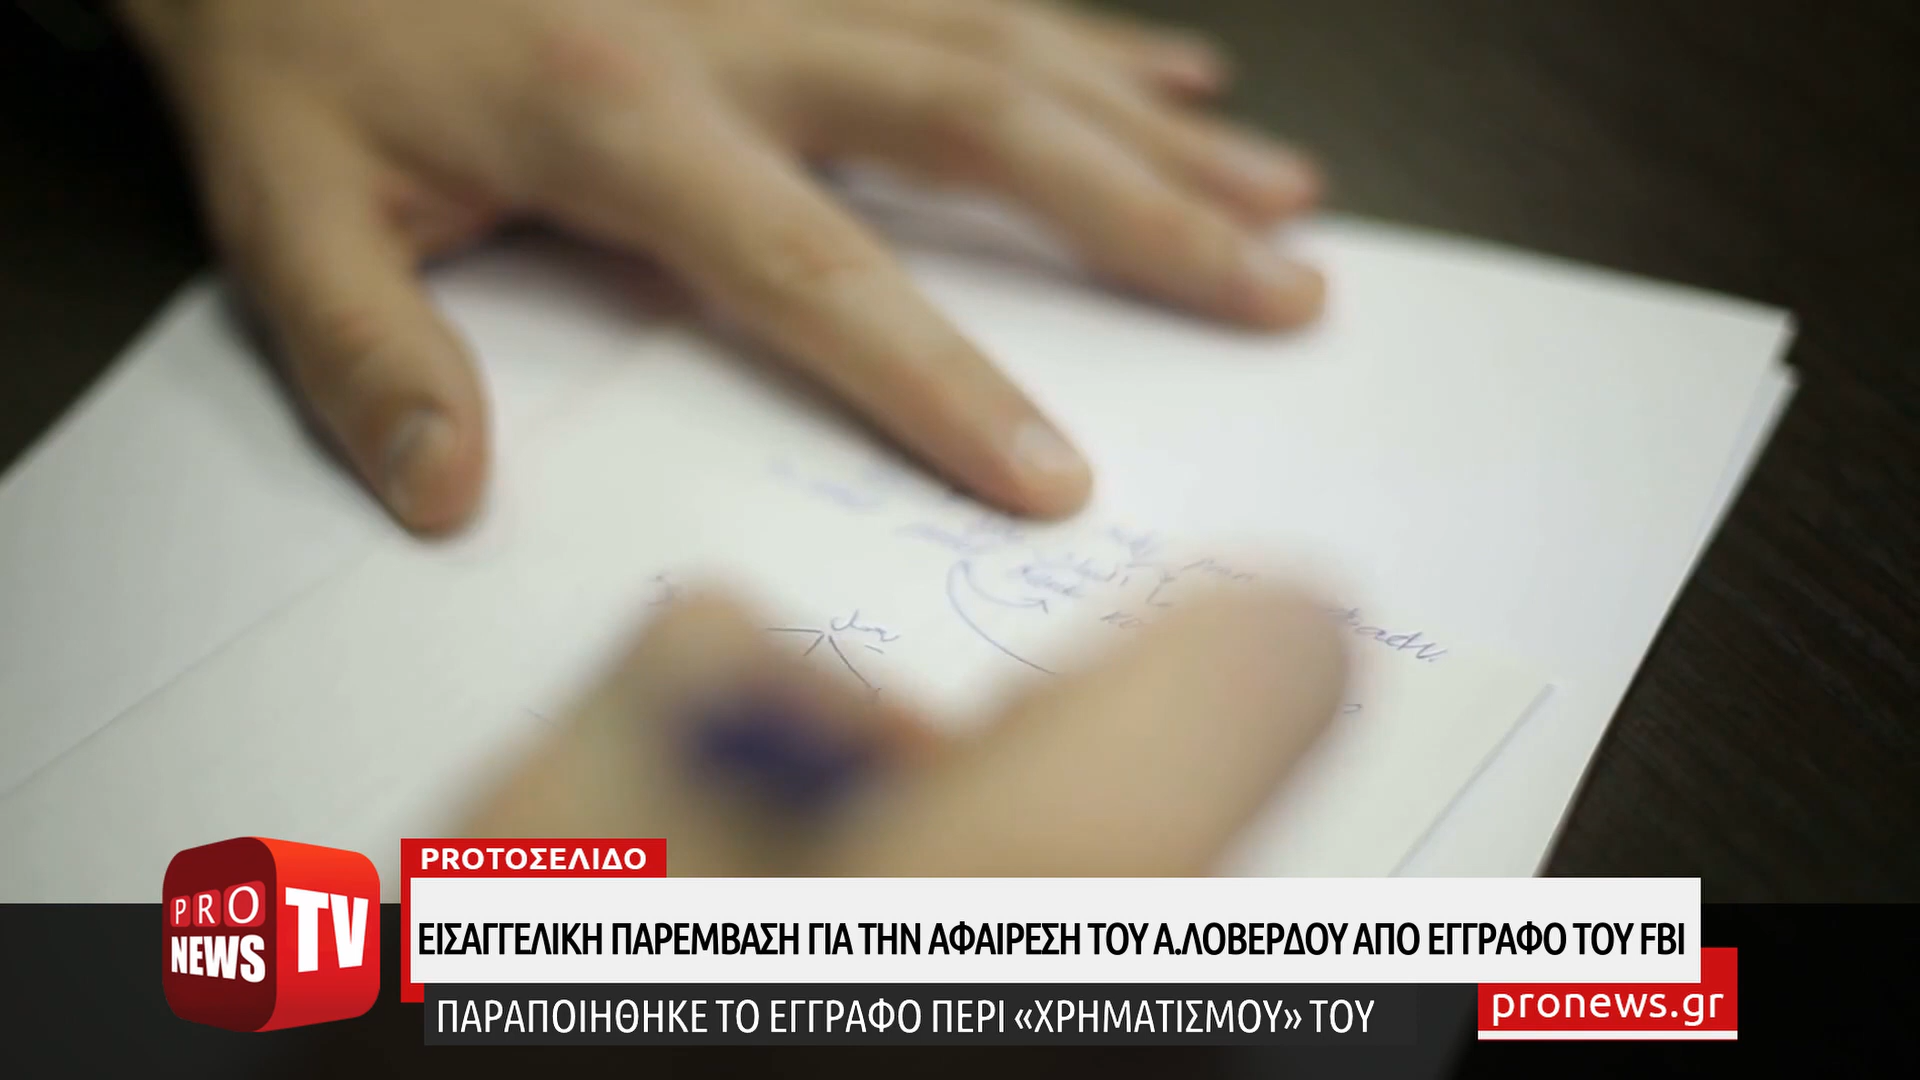 PROΤΟΣΕΛΙΔΟ
PRO
NEWS
TV
ΕΙΣΑΓΓΕΛΙΚΗ ΠΑΡΕΜΒΑΣΗ ΓΙΑ ΤΗΝ ΑΦΑΙΡΕΣΗ ΤΟΥ Α.ΛΟΒΕΡΔΟΥ ΑΠΟ ΕΓΓΡΑΦΟ ΤΟΥ FBI
ΠΑΡΑΠΟΙΗΘΗΚΕ ΤΟ ΕΓΓΡΑΦΟ ΠΕΡΙ «ΧΡΗΜΑΤΙΣΜΟΥ» ΤΟΥ
pronews.gr